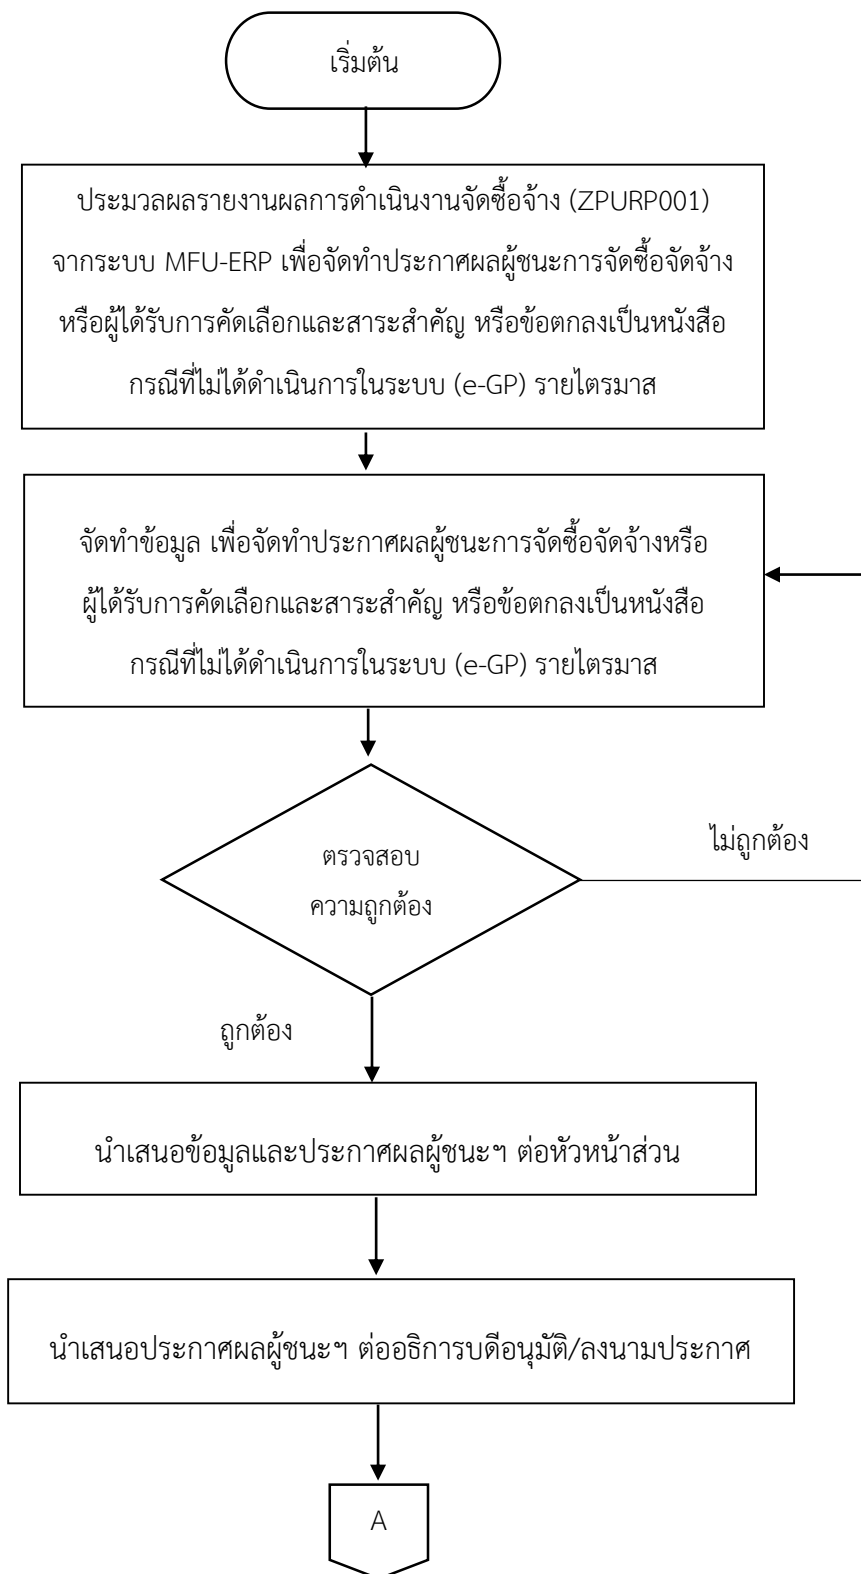 เริ่มต้น
ประมวลผลรายงานผลการดำเนินงานจัดซื้อจ้าง (ZPURP001)
จากระบบ MFU-ERP เพื่อจัดทำประกาศผลผู้ชนะการจัดซื้อจัดจ้าง
หรือผู้ได้รับการคัดเลือกและสาระสำคัญ หรือข้อตกลงเป็นหนังสือ
กรณีที่ไม่ได้ดำเนินการในระบบ (e-GP) รายไตรมาส
จัดทำข้อมูล เพื่อจัดทำประกาศผลผู้ชนะการจัดซื้อจัดจ้างหรือ
ผู้ได้รับการคัดเลือกและสาระสำคัญ หรือข้อตกลงเป็นหนังสือ
กรณีที่ไม่ได้ดำเนินการในระบบ (e-GP) รายไตรมาส
ไม่ถูกต้อง
ตรวจสอบ
ความถูกต้อง
ถูกต้อง
นำเสนอข้อมูลและประกาศผลผู้ชนะฯ ต่อหัวหน้าส่วน
นำเสนอประกาศผลผู้ชนะฯ ต่ออธิการบดีอนุมัติ/ลงนามประกาศ
A